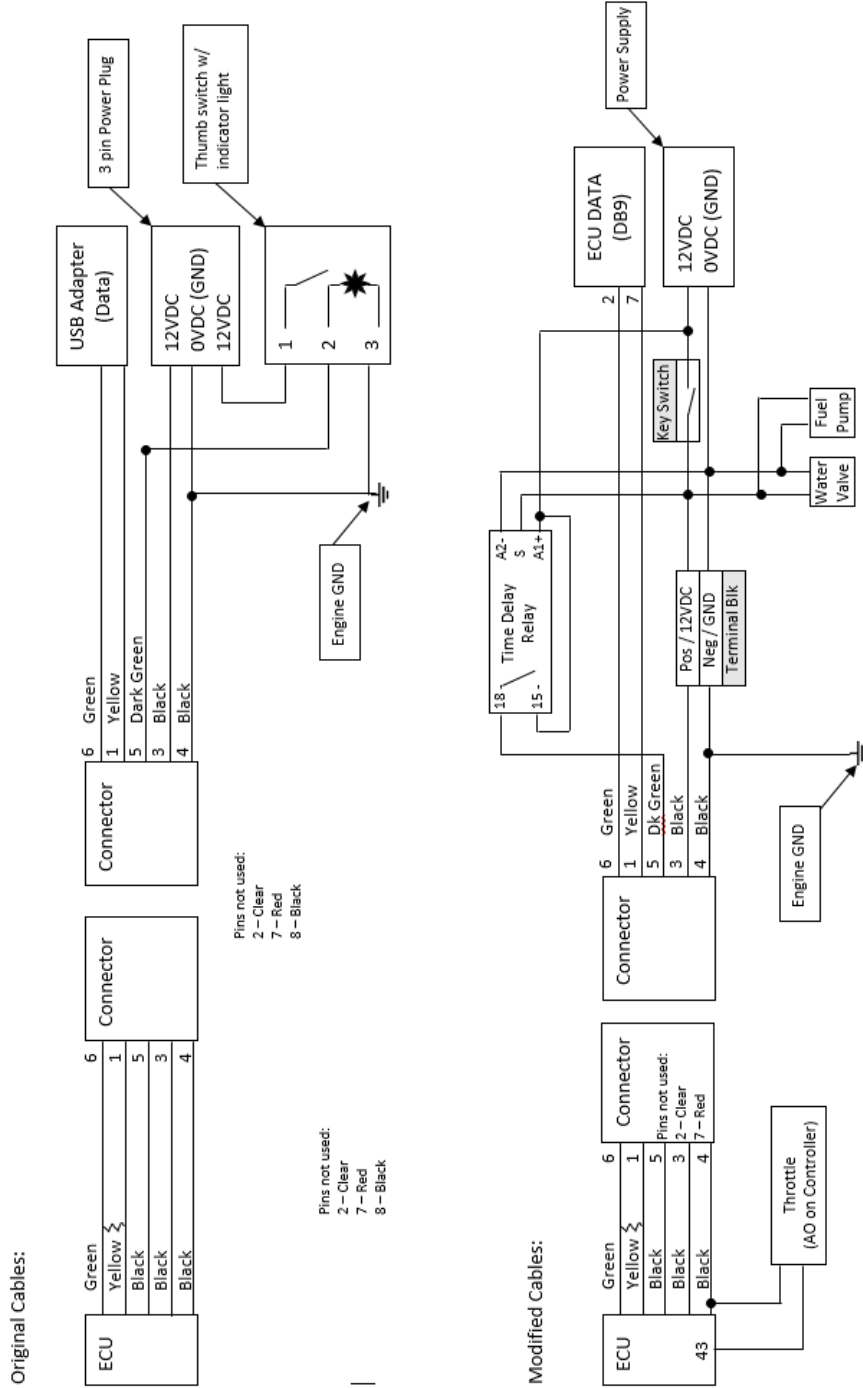 Original Cables:
ECU
Green
Yellow
Black
Black
Black
6
1
5
3
4
Connector
Pins not used:
2 – Clear
7 – Red
8 – Black
Connector
Pins not used:
2 – Clear
7 – Red
8 – Black
6 Green
1 Yellow
5 Dark Green
3 Black
4 Black
Engine GND
USB Adapter
(Data)
12VDC
0VDC (GND)
12VDC
1
2
3
3 pin Power Plug
Thumb switch w/
indicator light
Modified Cables:
ECU
43
Green
Yellow
Black
Black
Black
6
1
5
3
4
Connector
Pins not used:
2 – Clear
7 – Red
Throttle
(AO on Controller)
Connector
6 Green
1 Yellow
5 Dk Green
3 Black
4 Black
Engine GND
18 -
15 -
Time Delay
Relay
A2-
S
A1+
Pos / 12VDC
Neg / GND
Terminal Blk
Key Switch
Water
Valve
Fuel
Pump
2
7
ECU DATA
(DB9)
12VDC
0VDC (GND)
Power Supply